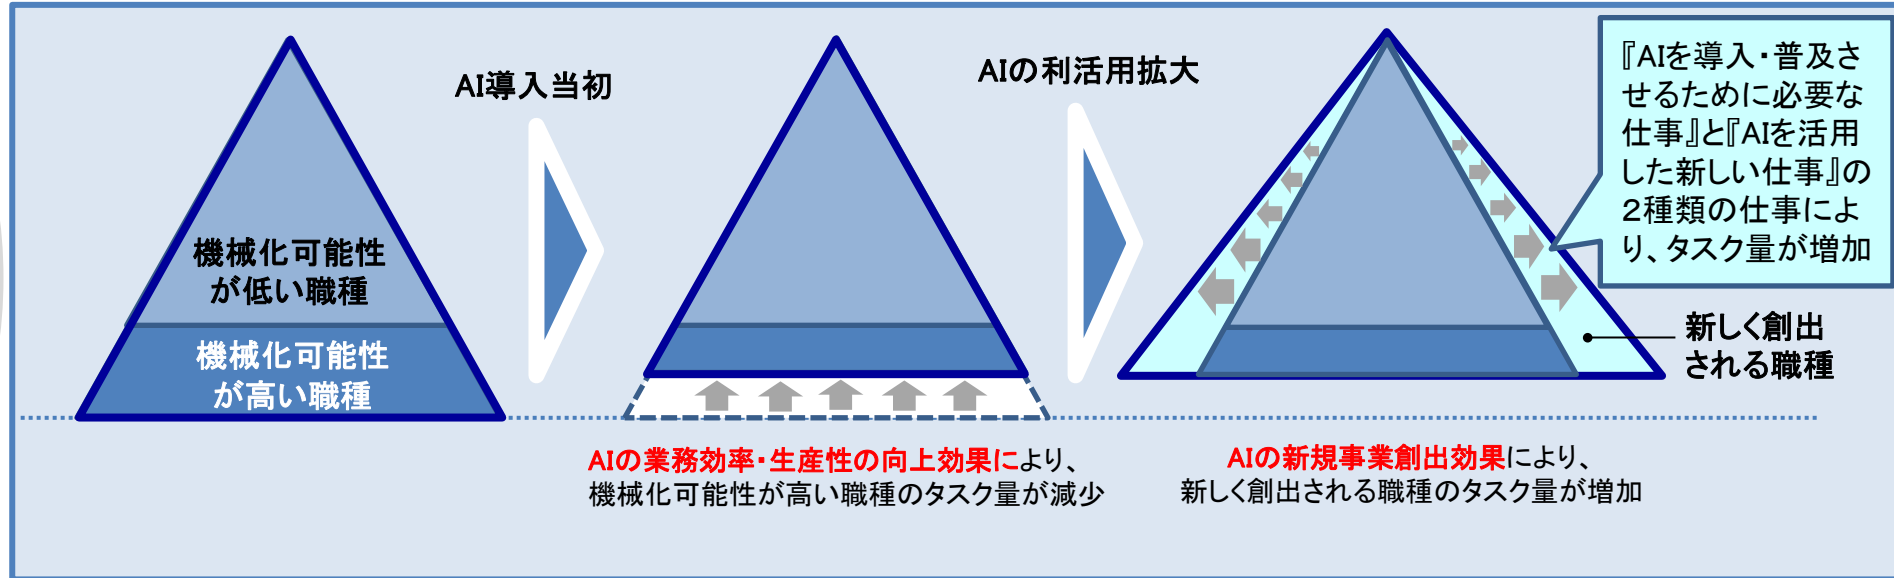 AI導入当初
AIの利活用拡大
機械化可能性
が低い職種
機械化可能性
が高い職種
『AIを導入・普及さ
せるために必要な
仕事』と『AIを活用
した新しい仕事』の
２種類の仕事によ
り、タスク量が増加
新しく創出
される職種
AIの業務効率・生産性の向上効果により、
機械化可能性が高い職種のタスク量が減少
AIの新規事業創出効果により、
新しく創出される職種のタスク量が増加